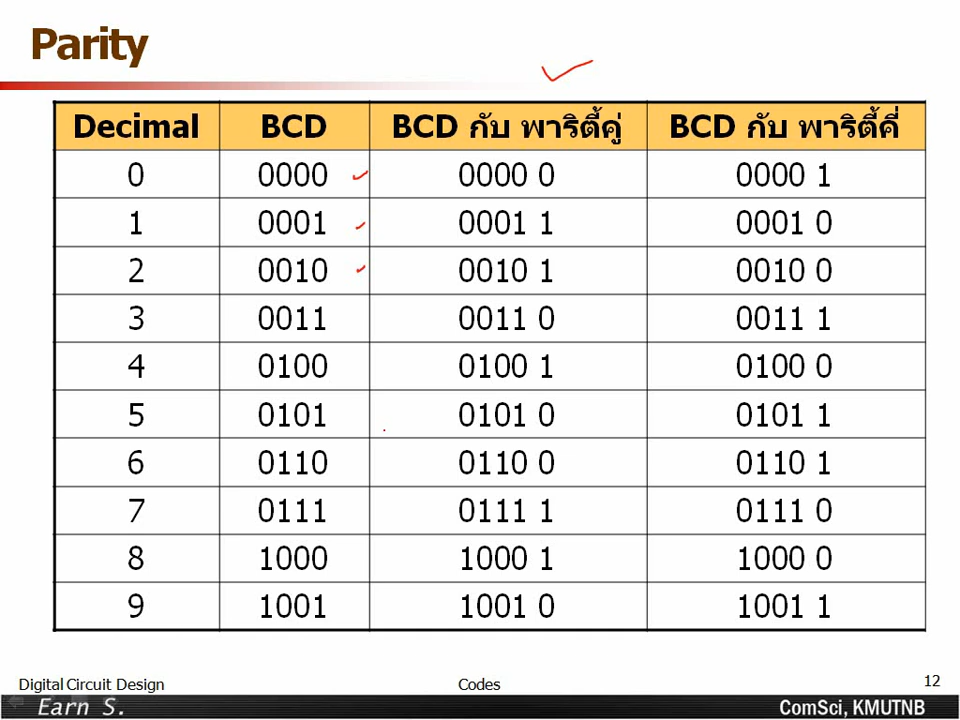 Parity
Decimal BCD BCD กับ พาริตี้คู่ BCD กับ พาริตี้คี่
0 0000 0000 0 0000 1
1 0001 0001 1 0001 0
2 0010 0010 1 0010 0
3 0011 0011 0 0011 1
4 0100 0100 1 0100 0
5 0101 0101 0 0101 1
6 0110 0110 0 0110 1
7 0111 0111 1 0111 0
8 1000 1000 1 1000 0
9 1001 1001 0 1001 1
Digital Circuit Design Codes 12
Earn S. ComSci, KMUTNB